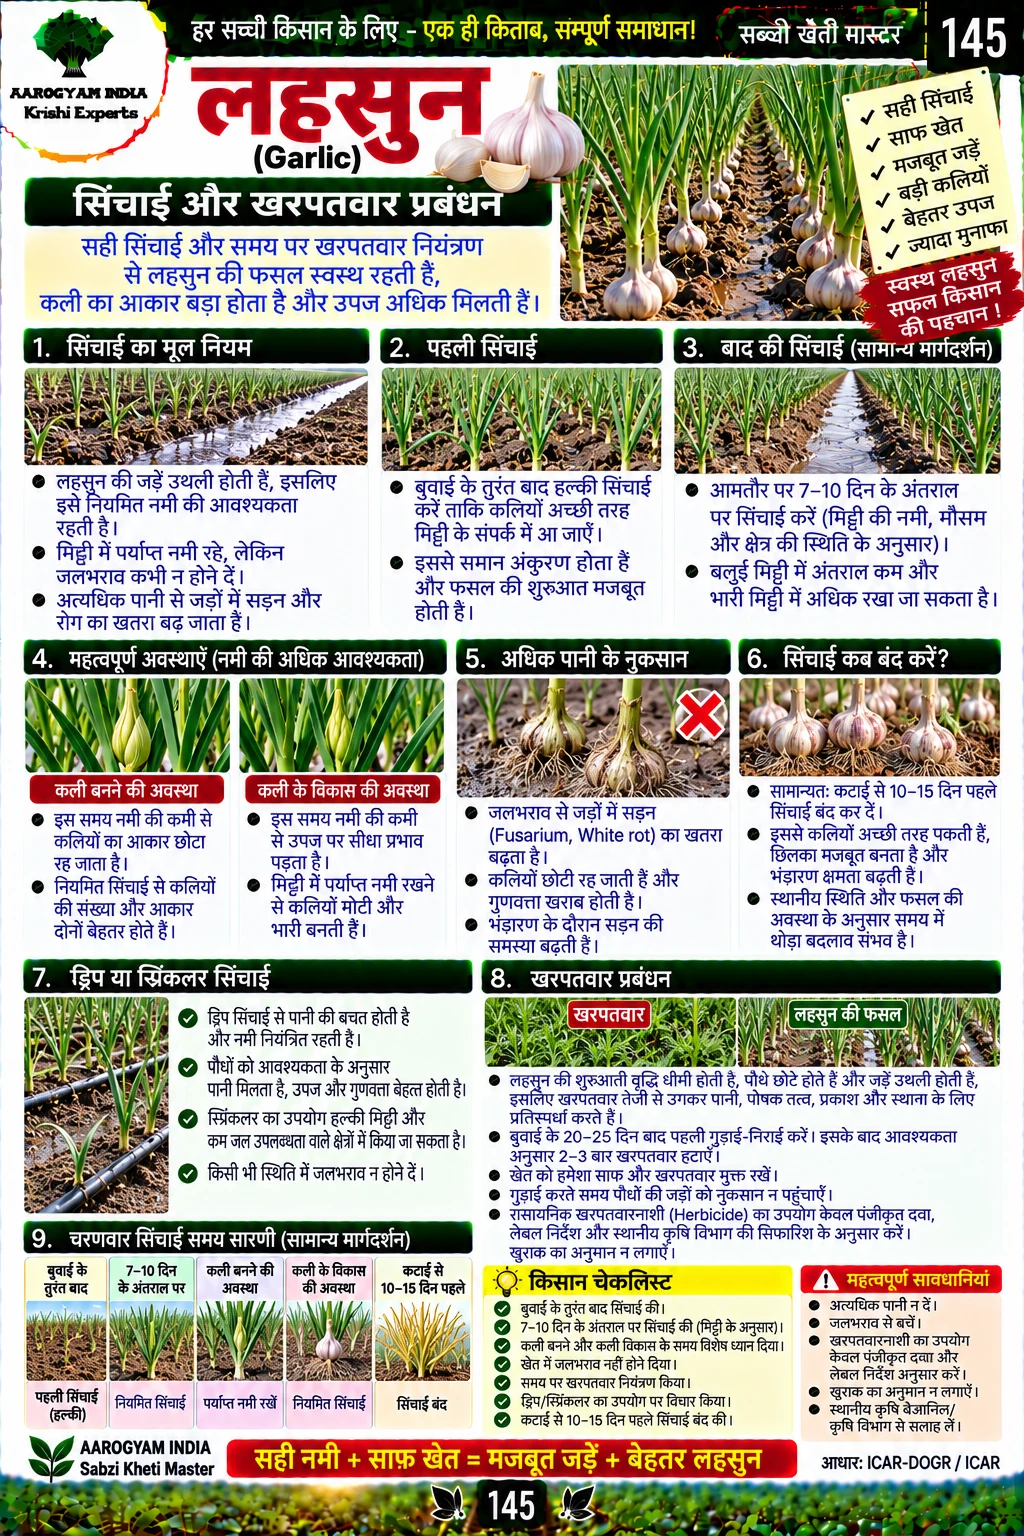 हर सच्ची किसान के लिए – एक ही किताब, सम्पूर्ण समाधान!
सब्ज्वी खेती मास्टर
145
AAROGYAM INDIA
Krishi Experts
लहसुन
(Garlic)
सिंचाई और खरपतवार प्रबंधन
सही सिंचाई और समय पर खरपतवार नियंत्रण
से लहसुन की फसल स्वस्थ रहती हैं,
कली का आकार बड़ा होता है और उपज अधिक मिलती हैं।
सही सिंचाई
साफ खेत
मजबूत जड़ें
बड़ी कलियों
बेहतर उपज
ज्यादा मुनाफा
स्वस्थ लहसुन
सफल किसान
की पहचान !
1. सिंचाई का मूल नियम
लहसुन की जड़ें उथली होती हैं, इसलिए
इसे नियमित नमी की आवश्यकता
रहती है।
मिट्टी में पर्याप्त नमी रहे, लेकिन
जलभराव कभी न होने दें।
अत्यधिक पानी से जड़ों में सड़न और
रोग का खतरा बढ़ जाता हैं।
2. पहली सिंचाई
बुवाई के तुरंत बाद हल्की सिंचाई
करें ताकि कलियों अच्छी तरह
मिट्टी के संपर्क में आ जाएँ।
इससे समान अंकुरण होता हैं
और फसल की शुरुआत मजबूत
होती हैं।
3. बाद की सिंचाई (सामान्य मार्गदर्शन)
आमतौर पर 7–10 दिन के अंतराल
पर सिंचाई करें (मिट्टी की नमी, मौसम
और क्षेत्र की स्थिति के अनुसार)।
बलुई मिट्टी में अंतराल कम और
भारी मिट्टी में अधिक रखा जा सकता है।
4. महत्वपूर्ण अवस्थाएँ (नमी की अधिक आवश्यकता)
कली बनने की अवस्था
इस समय नमी की कमी से
कलियों का आकार छोटा
रह जाता है।
नियमित सिंचाई से कलियों
की संख्या और आकार
दोनों बेहतर होते हैं।
कली के विकास की अवस्था
इस समय नमी की कमी
से उपज पर सीधा प्रभाव
पड़ता है।
मिट्टी में पर्याप्त नमी रखने
से कलियों मोटी और
भारी बनती हैं।
5. अधिक पानी के नुकसान
जलभराव से जड़ों में सड़न
(Fusarium, White rot) का खतरा
बढ़ता है।
कलियों छोटी रह जाती हैं और
गुणवत्ता खराब होती है।
भंडारण के दौरान सड़न की
समस्या बढ़ती हैं।
6. सिंचाई कब बंद करें?
सामान्यत: कटाई से 10–15 दिन पहले
सिंचाई बंद कर दें।
इससे कलियों अच्छी तरह पकती हैं,
छिलका मजबूत बनता है और
भंड़ारण क्षमता बढ़ती है।
स्थानीय स्थिति और फसल की
अवस्था के अनुसार समय में
थोड़ा बदलाव संभव है।
7. ड्रिप या स्प्रिंकलर सिंचाई
ड्रिप सिंचाई से पानी की बचत होती है
और नमी नियंत्रित रहती है।
पौधों को आवश्यकता के अनुसार
पानी मिलता है, उपज और गुणवता बेहत्त होती है।
स्प्रिंकलर का उपयोग हल्की मिट्टी और
कम जल उपलब्धता वाले क्षेत्रों में किया जा सकता है।
किसी भी स्थिति में जलभराव न होने दें।
8. खरपतवार प्रबंधन
खरपतवार
लहसुन की फसल
लहसुन की शुरुआती वृद्धि धीमी होती है, पौधे छोटे होते हैं और जड़ें उथली होती हैं,
इसलिए खरपतवार तेजी से उगकर पानी, पोषक तत्व, प्रकाश और स्थाना के लिए
प्रतिस्पर्धा करते हैं।
बुवाई के 20–25 दिन बाद पहली गुड़ाई-निराई करें। इसके बाद आवश्यकता
अनुसार 2–3 बार खरपतवार हटाएँ।
खेत को हमेशा साफ और खरपतवार मुक्त रखें।
गुड़ाई करते समय पौधों की जड़ों को नुकसान न पहुंचाएँ।
रासायनिक खरपतवारनाशी (Herbicide) का उपयोग केवल पंजीकृत दवा,
लेबल निर्देश और स्थानीय कृषि विभाग की सिफारिश के अनुसार करें।
खुराक का अनुमान न लगाएँ।
9. चरणवार सिंचाई समय सारणी (सामान्य मार्गदर्शन)
बुवाई के
तुरंत बाद
पहली सिंचाई
(हल्की)
7–10 दिन
के अंतराल पर
नियमित सिंचाई
कली बनने की
अवस्था
पर्याप्त नमी रखें
कली के विकास
की अवस्था
नियमित सिंचाई
कटाई से
10–15 दिन पहले
सिंचाई बंद
किसान चेकलिस्ट
बुवाई के तुरंत बाद सिंचाई की।
7–10 दिन के अंतराल पर सिंचाई की (मिट्टी के अनुसार)।
कली बनने और कली विकास के समय विशेष ध्यान दिया।
खेत में जलभराव नहीं होने दिया।
समय पर खरपतवार नियंत्रण किया।
ड्रिप/स्प्रिंकलर का उपयोग पर विचार किया।
कटाई से 10–15 दिन पहले सिंचाई बंद की।
महत्वपूर्ण सावधानियां
अत्यधिक पानी न दें।
जलभराव से बचें।
खरपतवारनाशी का उपयोग
केवल पंजीकृत दवा और
लेबल निर्देश अनुसार करें।
खुराक का अनुमान न लगाएँ।
स्थानीय कृषि
कृषि विभाग से सलाह लें।
AAROGYAM INDIA
Sabzi Kheti Master
सही नमी + साफ़ खेत = मजबूत जड़ें + बेहतर लहसुन
आधार: ICAR-DOGR / ICAR
145